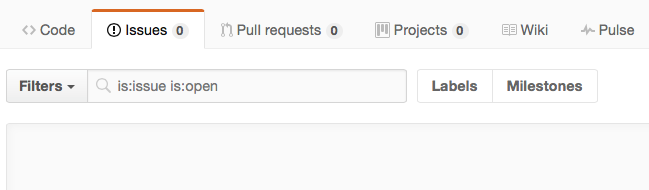 Code Issues 0 Pull requests 0 Projects 0 Wiki Pulse
Filters is:issue is:open Labels Milestones